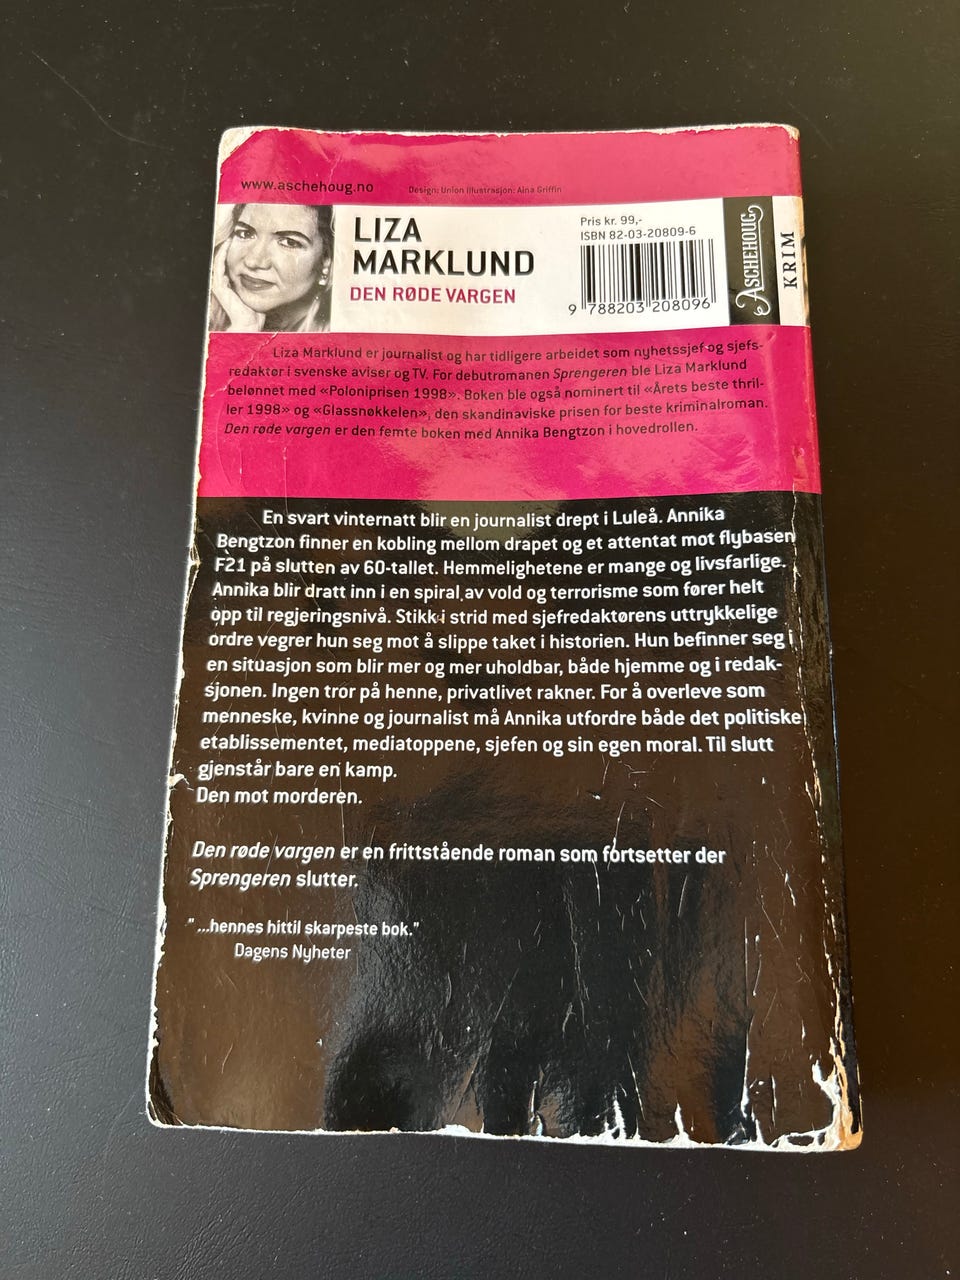 www.aschehoug.no
Design: Union Illustrasjon: Aina Griffin
LIZA
MARKLUND
DEN RØDE VARGEN
Pris kr. 99,-
ISBN 82-03-20809-6
9 788203 208096
ASCHEHOUG
KRIM
Liza Marklund er journalist og har tidligere arbeidet som nyhetssjef og sjefs-
redaktør i svenske aviser og TV. For debutromanen Sprengeren ble Liza Marklund
belønnet med «Poloniprisen 1998». Boken ble også nominert til «Årets beste thril-
ler 1998» og «Glassnøkkelen», den skandinaviske prisen for beste kriminalroman.
Den røde vargen er den femte boken med Annika Bengtzon i hovedrollen.
En svart vinternatt blir en journalist drept i Luleå. Annika
Bengtzon finner en kobling mellom drapet og et attentat mot flybasen
F21 på slutten av 60-tallet. Hemmelighetene er mange og livsfarlige.
Annika blir dratt inn i en spiral av vold og terrorisme som fører helt
opp til regjeringsnivå. Stikk i strid med sjefredaktørens uttrykkelige
ordre vegrer hun seg mot å slippe taket i historien. Hun befinner seg i
en situasjon som blir mer og mer uholdbar, både hjemme og i redak-
sjonen. Ingen tror på henne, privatlivet rakner. For å overleve som
menneske, kvinne og journalist må Annika utfordre både det politiske
etablissementet, mediatoppene, sjefen og sin egen moral. Til slutt
gjenstår bare en kamp.
Den mot morderen.
Den røde vargen er en frittstående roman som fortsetter der
Sprengeren slutter.
"...hennes hittil skarpeste bok."
Dagens Nyheter